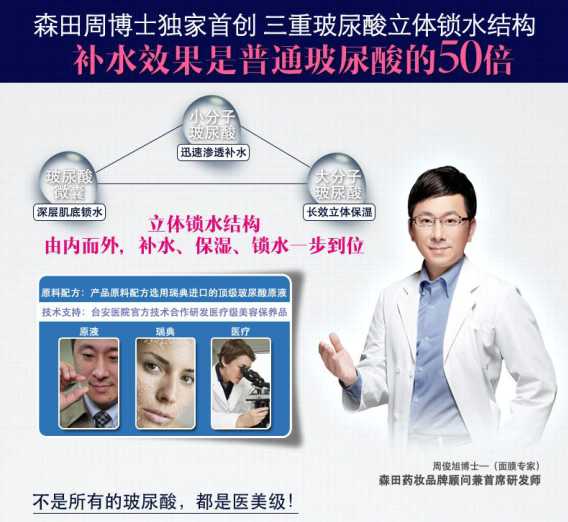 森田周博士独家首创 三重玻尿酸立体锁水结构
补水效果是普通玻尿酸的50倍
小分子
玻尿酸
迅速渗透补水
玻尿酸
微囊
深层肌底锁水
大分子
玻尿酸
长效立体保湿
立体锁水结构
由内而外，补水、保湿、锁水一步到位
原料配方：产品原料配方选用瑞典进口的顶级玻尿酸原液
技术支持：台安医院官方技术合作研发医疗级美容保养品
原液
瑞典
医疗
周俊旭博士—（面膜专家）
森田药妆品牌顾问兼首席研发师
不是所有的玻尿酸，都是医美级！